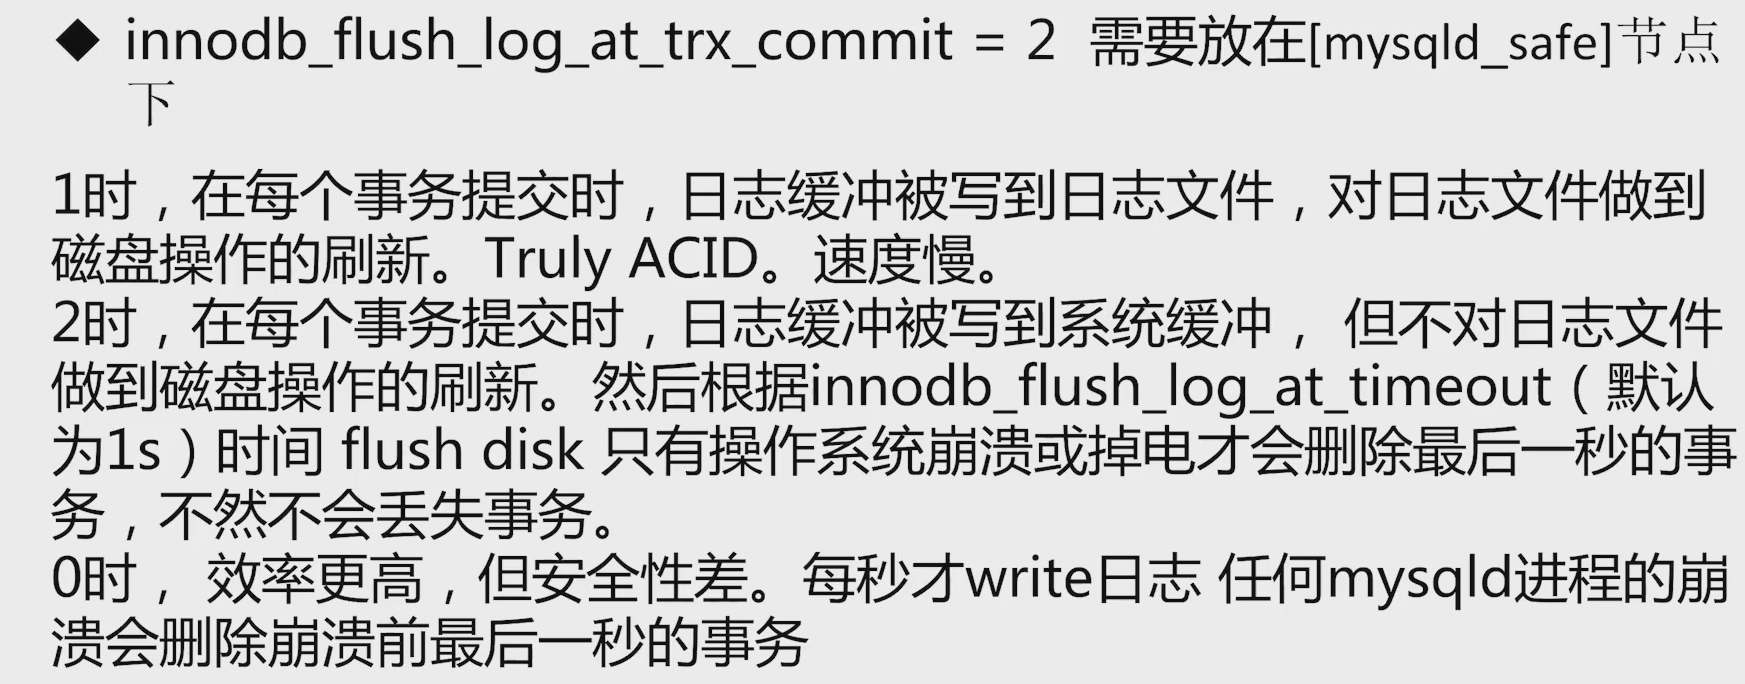 ◆ innodb_flush_log_at_trx_commit = 2 需要放在[mysqld_safe]节点
下
1时，在每个事务提交时，日志缓冲被写到日志文件，对日志文件做到
磁盘操作的刷新。Truly ACID。速度慢。
2时，在每个事务提交时，日志缓冲被写到系统缓冲， 但不对日志文件
做到磁盘操作的刷新。然后根据innodb_flush_log_at_timeout（默认
为1s）时间 flush disk 只有操作系统崩溃或掉电才会删除最后一秒的事
务，不然不会丢失事务。
0时， 效率更高，但安全性差。每秒才write日志 任何mysqld进程的崩
溃会删除崩溃前最后一秒的事务